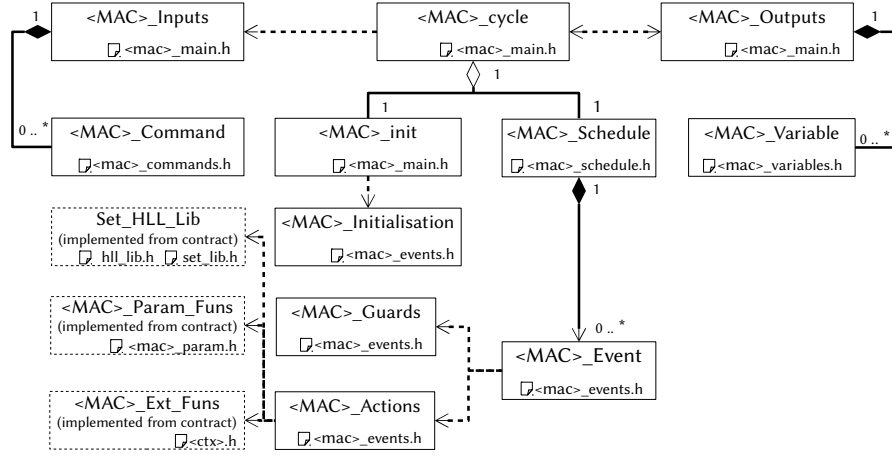 1
<MAC>_Inputs
<mac>_main.h
<MAC>_cycle
<mac>_main.h
<MAC>_Outputs
<mac>_main.h
1
1
1
1
0 .. *
<MAC>_Command
<mac>_commands.h
<MAC>_init
<mac>_main.h
<MAC>_Schedule
<mac>_schedule.h
<MAC>_Variable
<mac>_variables.h
0 .. *
1
Set_HLL_Lib
(implemented from contract)
hll_lib.h set_lib.h
<MAC>_Initialisation
<mac>_events.h
<MAC>_Param_Funs
(implemented from contract)
<mac>_param.h
<MAC>_Guards
<mac>_events.h
0 .. *
<MAC>_Event
<mac>_events.h
<MAC>_Ext_Funs
(implemented from contract)
<ctx>.h
<MAC>_Actions
<mac>_events.h